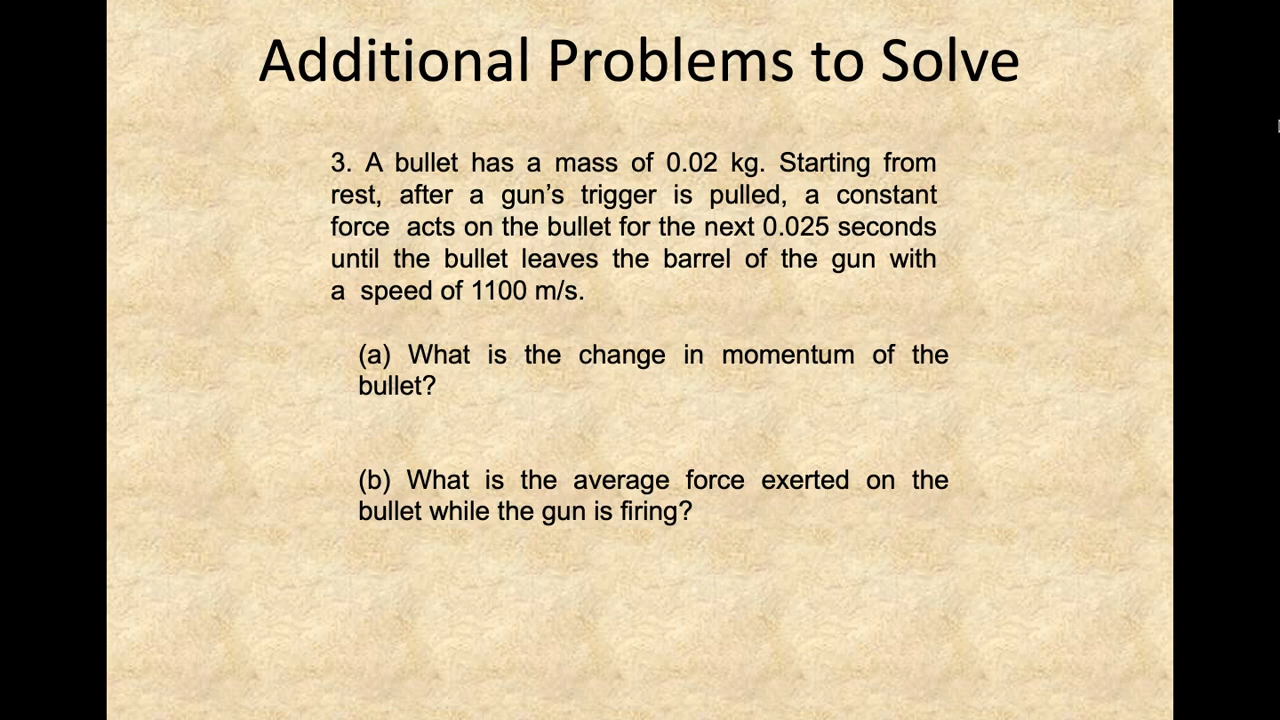 Additional Problems to Solve
3. A bullet has a mass of 0.02 kg. Starting from
rest, after a gun’s trigger is pulled, a constant
force acts on the bullet for the next 0.025 seconds
until the bullet leaves the barrel of the gun with
a speed of 1100 m/s.
(a) What is the change in momentum of the
bullet?
(b) What is the average force exerted on the
bullet while the gun is firing?